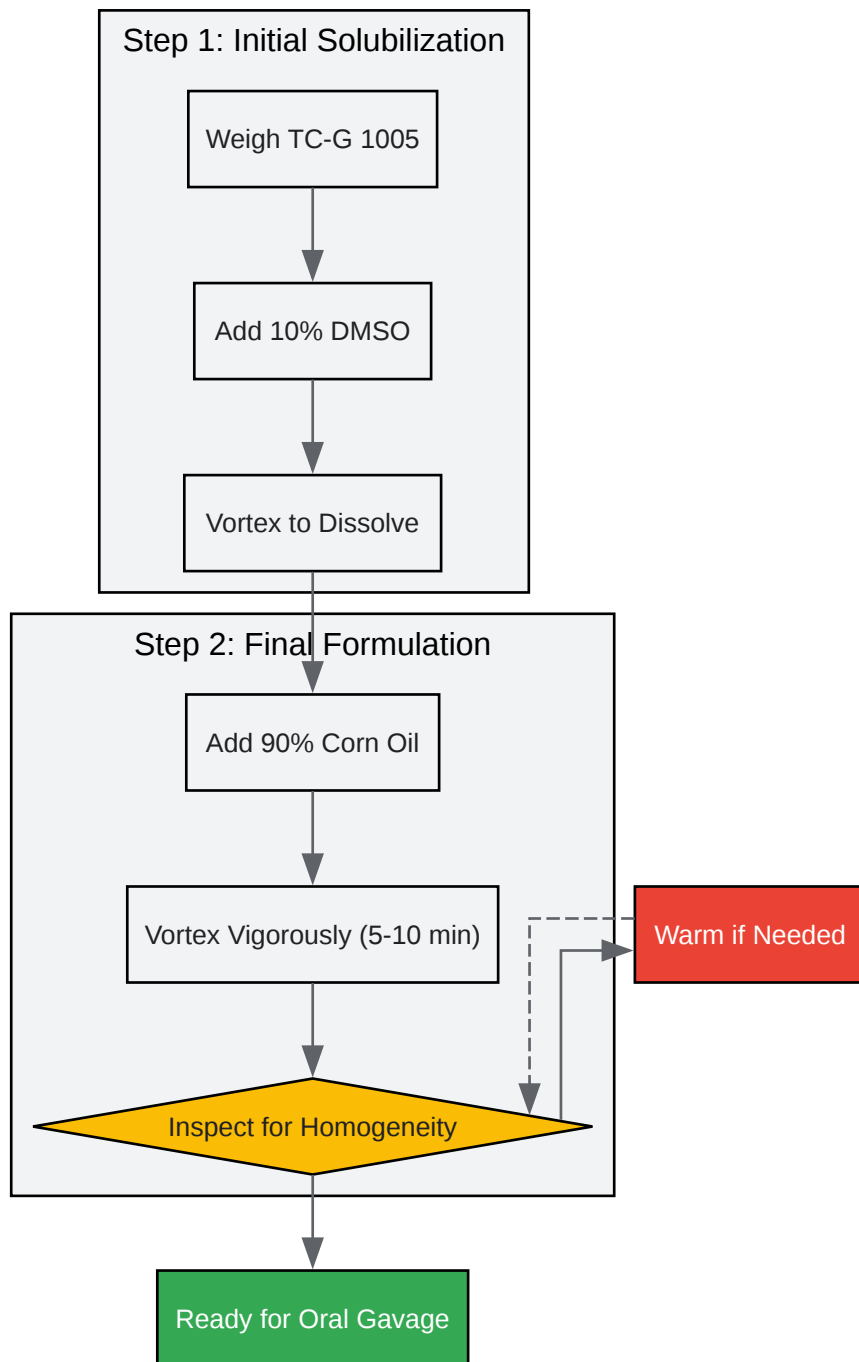 Step 1: Initial Solubilization
Weigh TC-G 1005
Add 10% DMSO
Vortex to Dissolve
Step 2: Final Formulation
Add 90% Corn Oil
Vortex Vigorously (5-10 min)
Warm if Needed
Inspect for Homogeneity
Ready for Oral Gavage